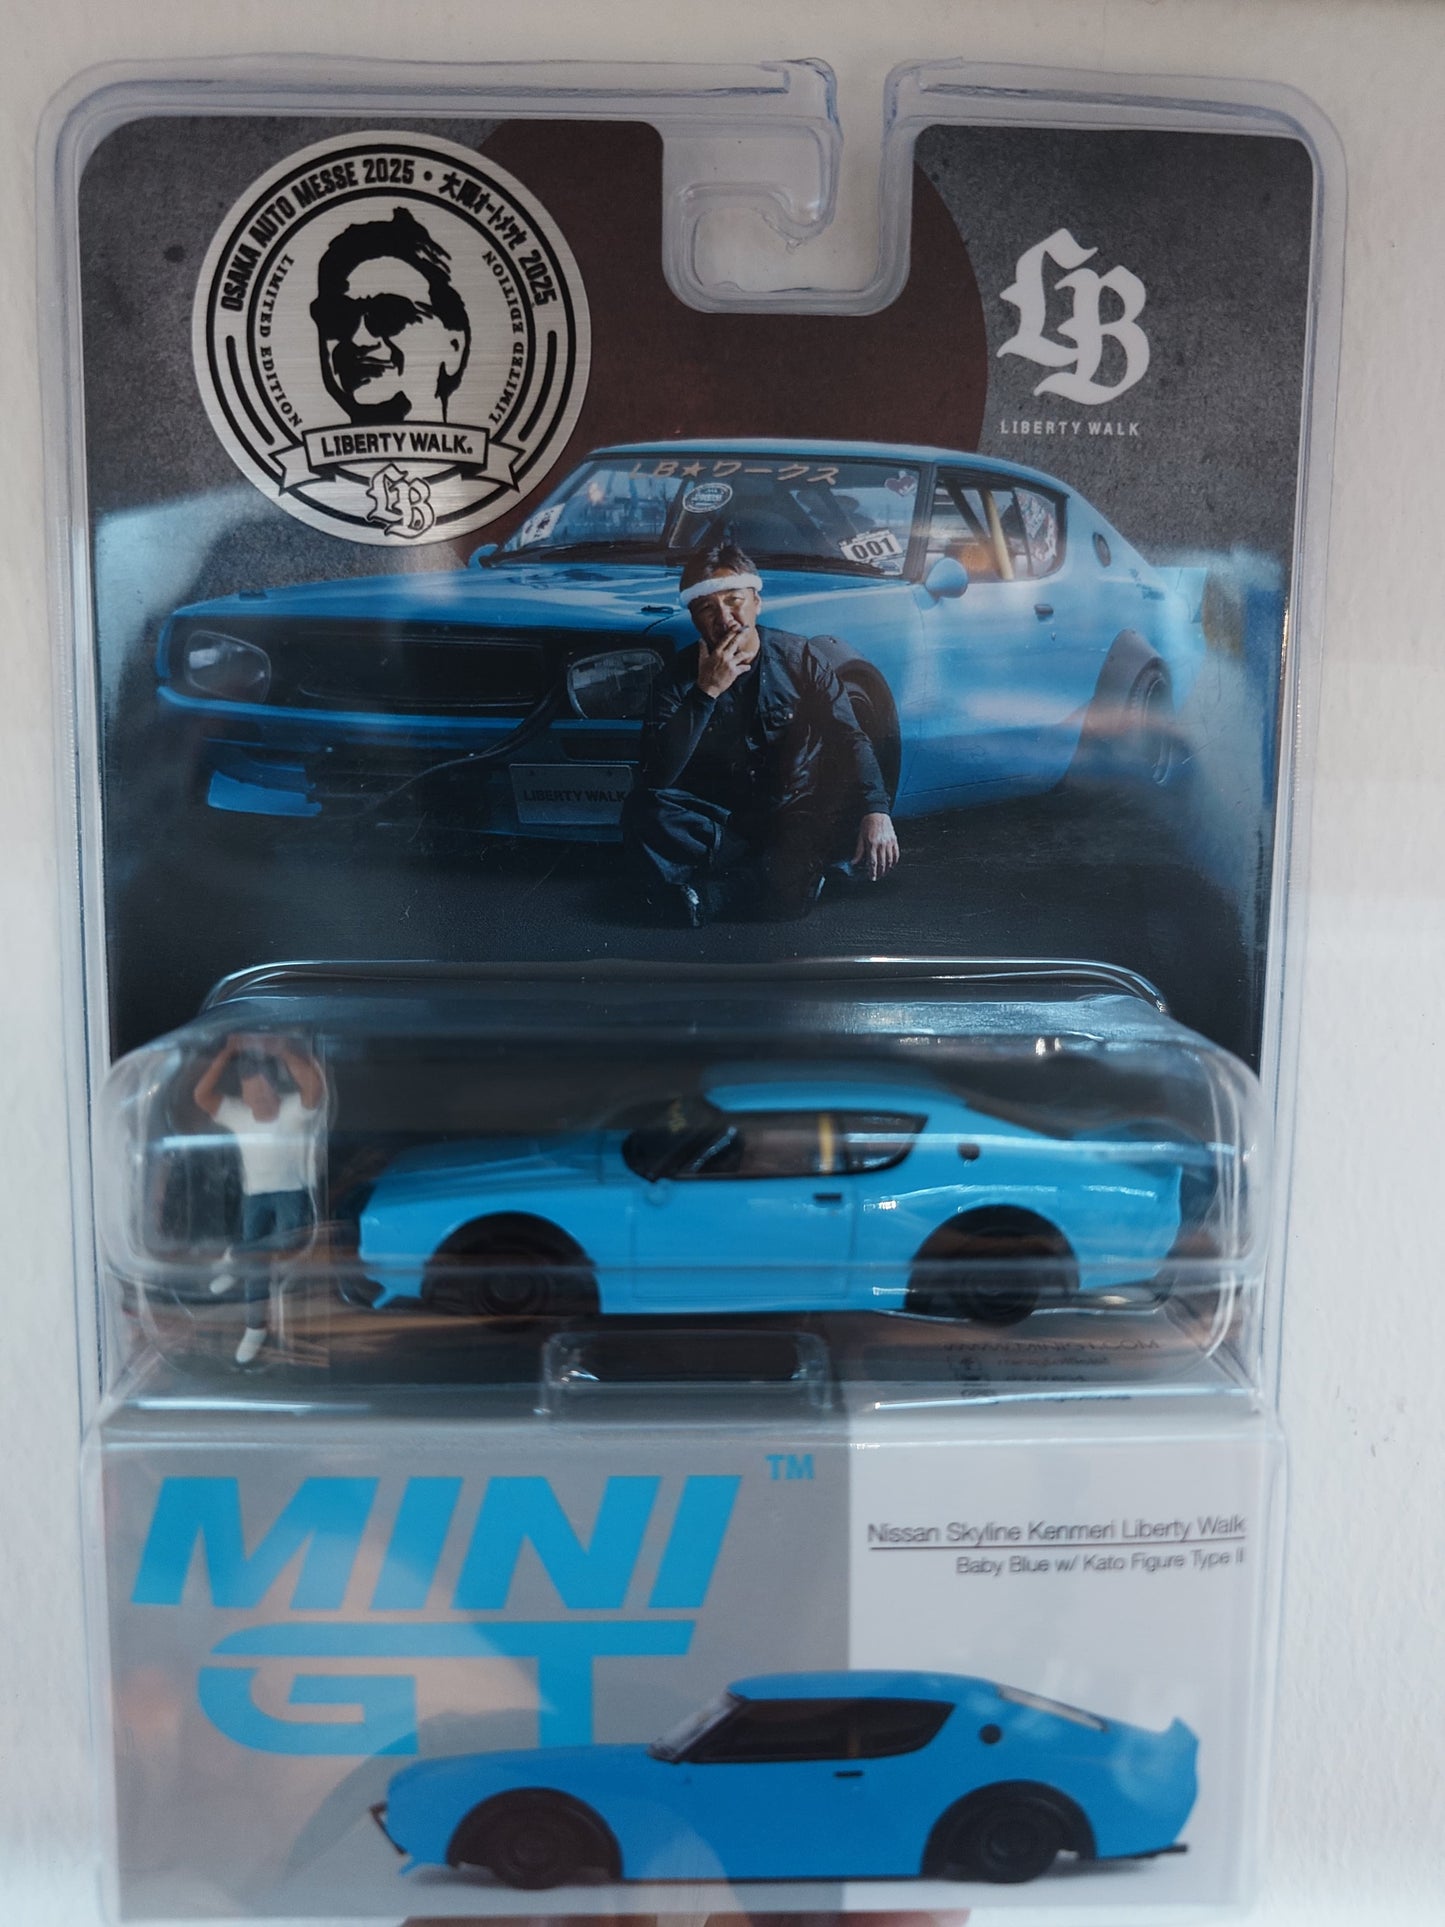 OSAKA AUTO MESSE 2025 • 大阪オートメッセ 2025
LIMITED EDITION
LIMITED EDITION
LIBERTY WALK.
LB
LB
LIBERTY WALK
LB★ワークス
001
LIBERTY WALK
MINI
GT
TM
Nissan Skyline Kenmeri Liberty Walk
Baby Blue w/ Kato Figure Type II